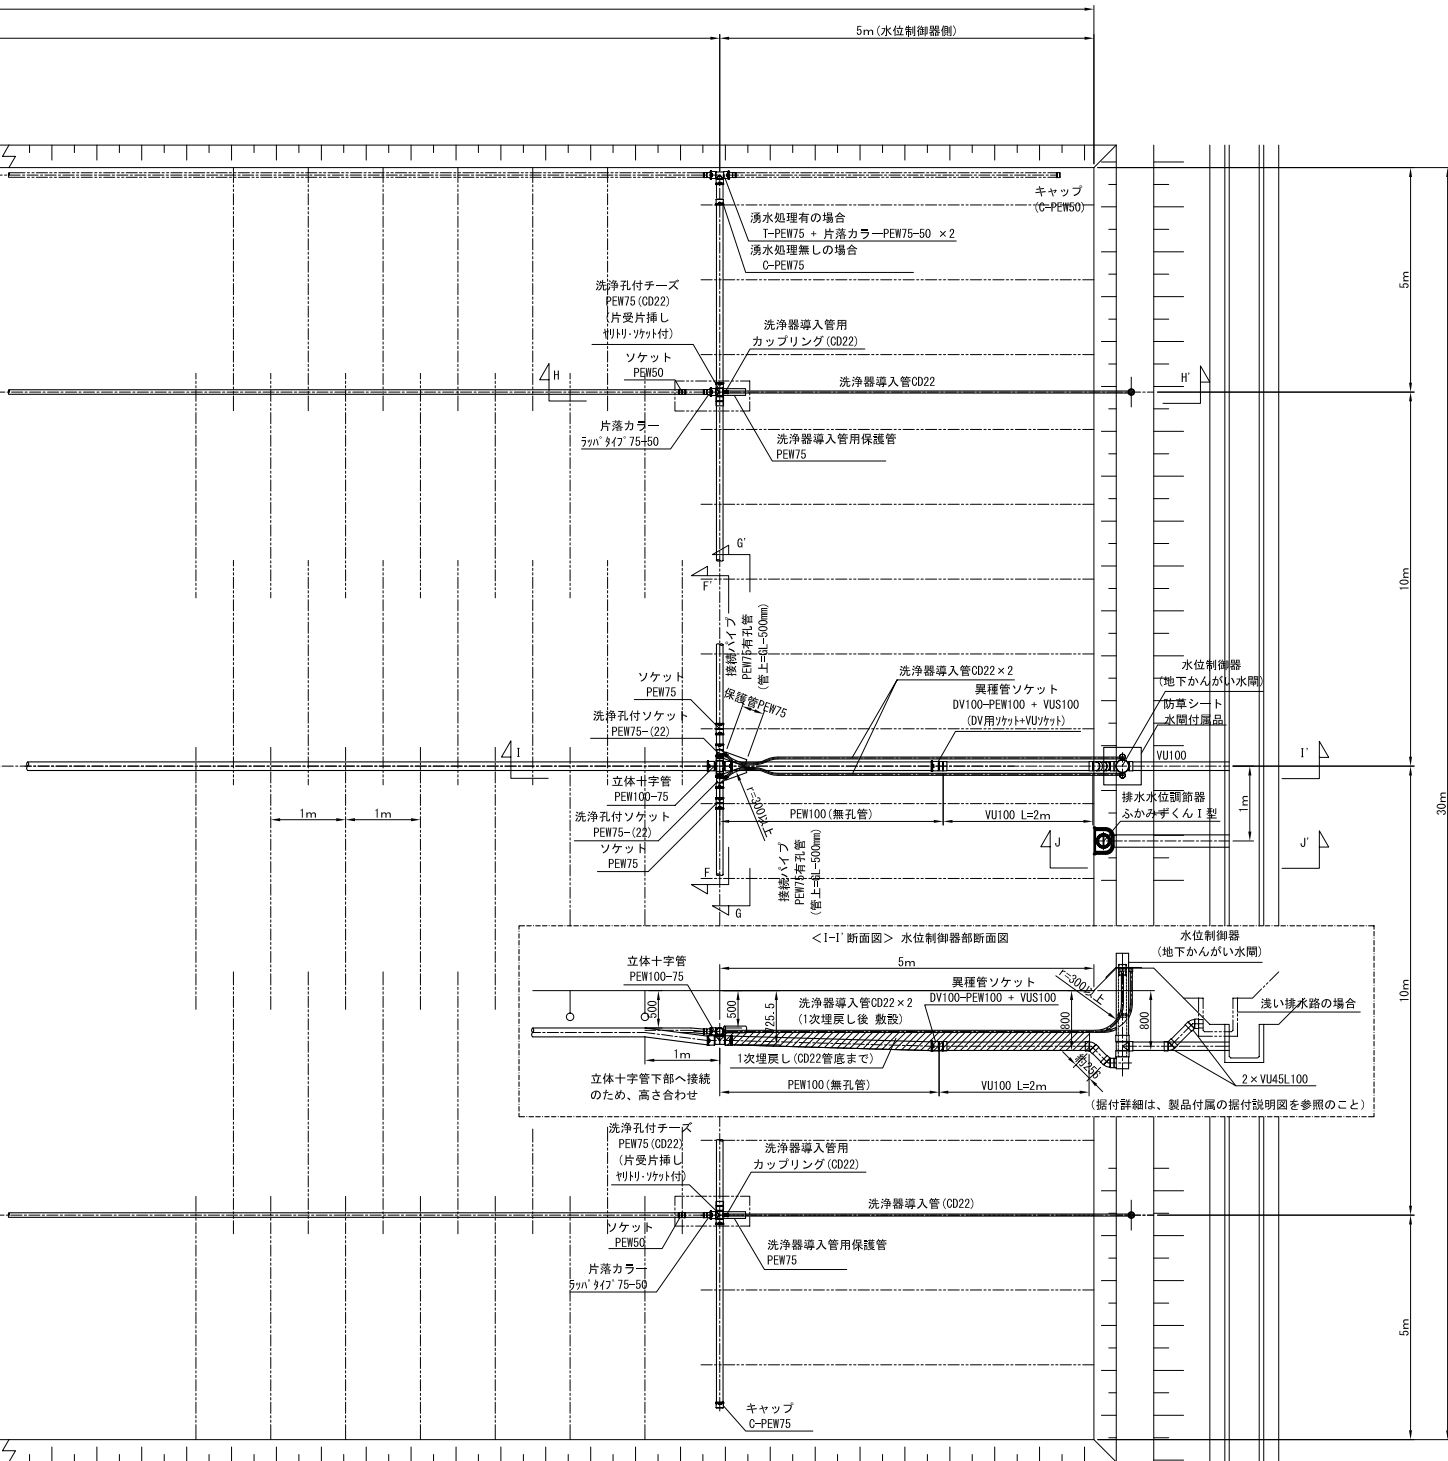 5m(水位制御器側)
キャップ
(C-PEW50)
湧水処理有の場合
T-PEW75 + 片落カラーPEW75-50 ×2
湧水処理無しの場合
C-PEW75
5m
洗浄孔付チーズ
PEW75(CD22)
(片受片挿し
ﾔﾘﾄﾘ･ｿｹｯﾄ付)
洗浄器導入管用
カップリング(CD22)
ソケット
PEW50
H
洗浄器導入管CD22
H'
片落カラー
ﾗｯﾊﾟﾀｲﾌﾟ75-50
洗浄器導入管用保護管
PEW75
G'
F'
10m
接続パイプ
PEW75有孔管
(管上=GL-500mm)
ソケット
PEW75
保護管PEW75
洗浄器導入管CD22×2
水位制御器
(地下かんがい水閘)
異種管ソケット
DV100-PEW100 + VUS100
(DV用ｿｹｯﾄ+VUｿｹｯﾄ)
防草シート
水閘付属品
洗浄孔付ソケット
PEW75-(22)
I
VU100
I'
立体十字管
PEW100-75
r=300以上
排水水位調節器
ふかみずくんⅠ型
1m
1m
1m
30m
洗浄孔付ソケット
PEW75-(22)
PEW100(無孔管)
VU100 L=2m
ソケット
PEW75
J
J'
接続パイプ
PEW75有孔管
(管上=GL-500mm)
F
G
＜I-I'断面図＞ 水位制御器部断面図
水位制御器
(地下かんがい水閘)
立体十字管
PEW100-75
5m
r=300以上
異種管ソケット
DV100-PEW100 + VUS100
洗浄器導入管CD22×2
(1次埋戻し後 敷設)
浅い排水路の場合
500
500
725.5
800
800
10m
1m
1次埋戻し(CD22管底まで)
約256
立体十字管下部へ接続
のため、高さ合わせ
PEW100(無孔管)
VU100 L=2m
2×VU45L100
(据付詳細は、製品付属の据付説明図を参照のこと)
洗浄孔付チーズ
PEW75(CD22)
(片受片挿し
ﾔﾘﾄﾘ･ｿｹｯﾄ付)
洗浄器導入管用
カップリング(CD22)
洗浄器導入管(CD22)
ソケット
PEW50
洗浄器導入管用保護管
PEW75
片落カラー
ﾗｯﾊﾟﾀｲﾌﾟ75-50
5m
キャップ
C-PEW75